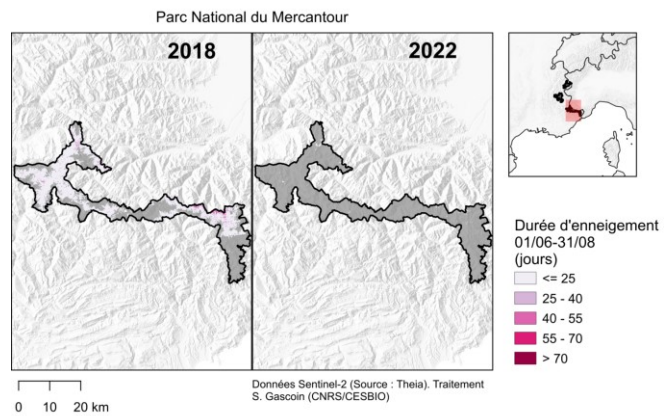 Parc National du Mercantour
2018
2022
Durée d'enneigement
01/06-31/08
(jours)
<= 25
25 - 40
40 - 55
55 - 70
> 70
0 10 20 km
Données Sentinel-2 (Source : Theia). Traitement
S. Gascoin (CNRS/CESBIO)